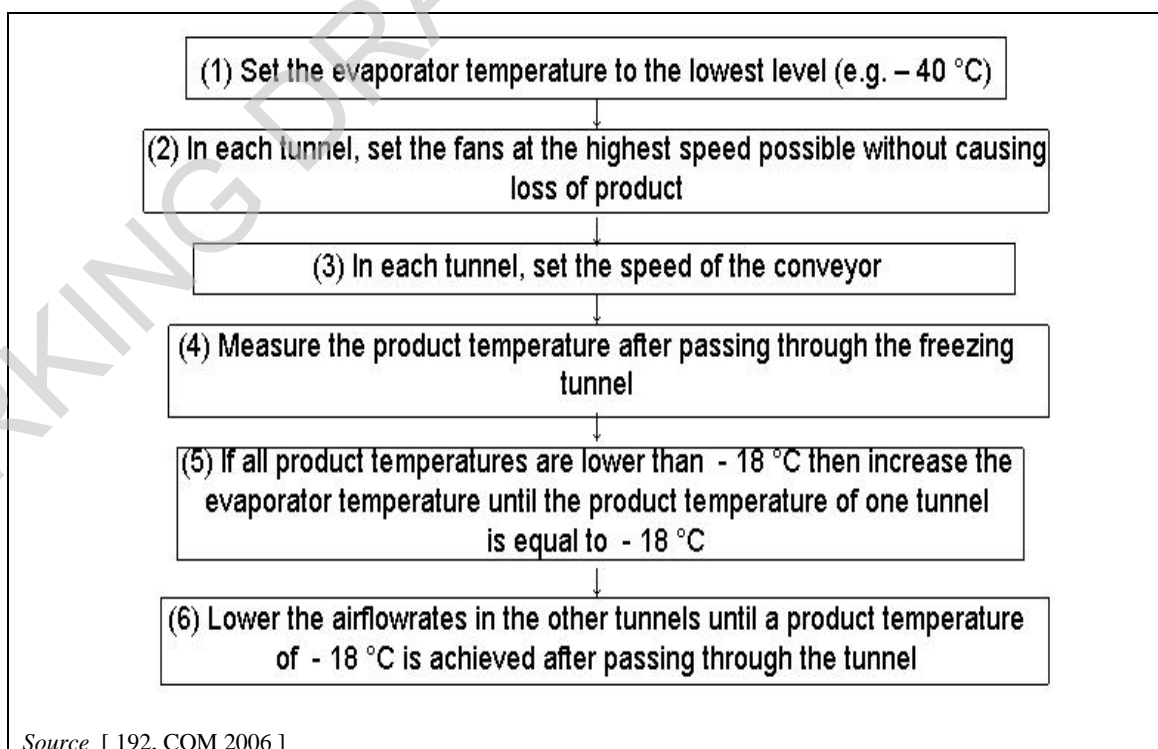 (1) Set the evaporator temperature to the lowest level (e.g. – 40 °C)
(2) In each tunnel, set the fans at the highest speed possible without causing
loss of product
(3) In each tunnel, set the speed of the conveyor
(4) Measure the product temperature after passing through the freezing
tunnel
(5) If all product temperatures are lower than - 18 °C then increase the
evaporator temperature until the product temperature of one tunnel
is equal to - 18 °C
(6) Lower the airflowrates in the other tunnels until a product temperature
of - 18 °C is achieved after passing through the tunnel
Source [ 192, COM 2006 ]
RKING DRA